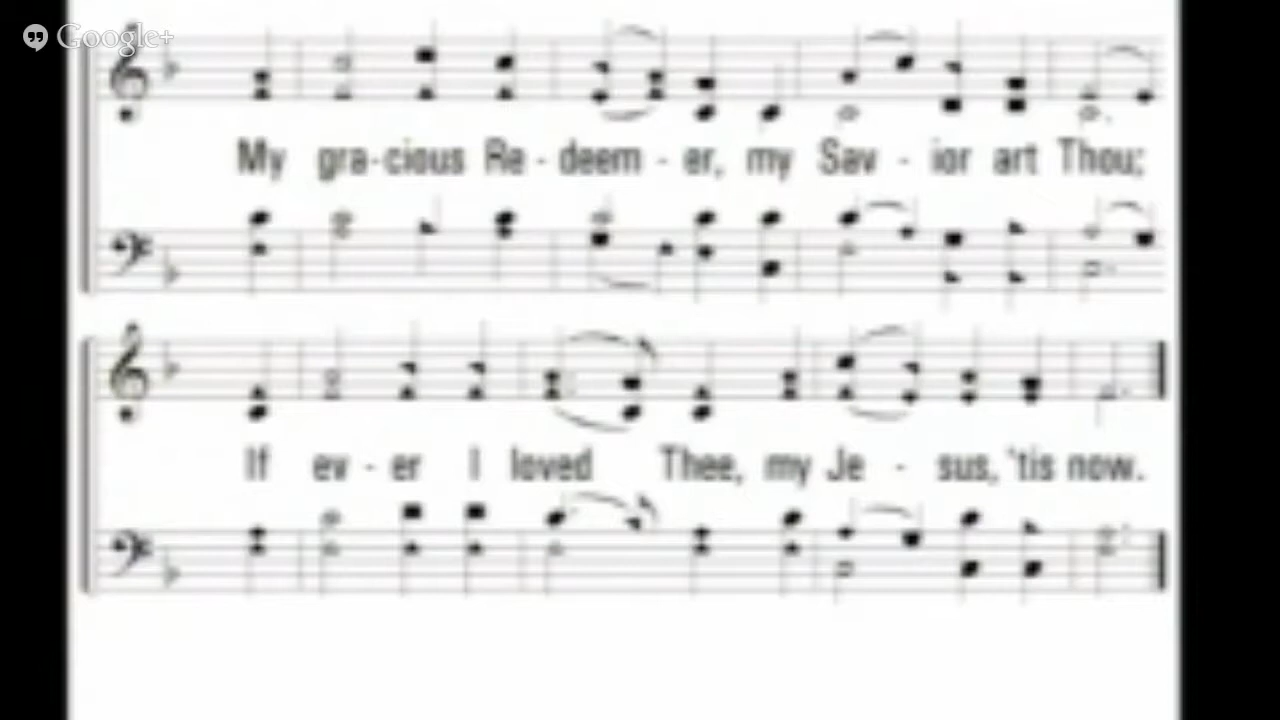 Google+
My gra-cious Re - deem - er, my Sav - ior art Thou;
If ev - er I loved Thee, my Je - sus, 'tis now.